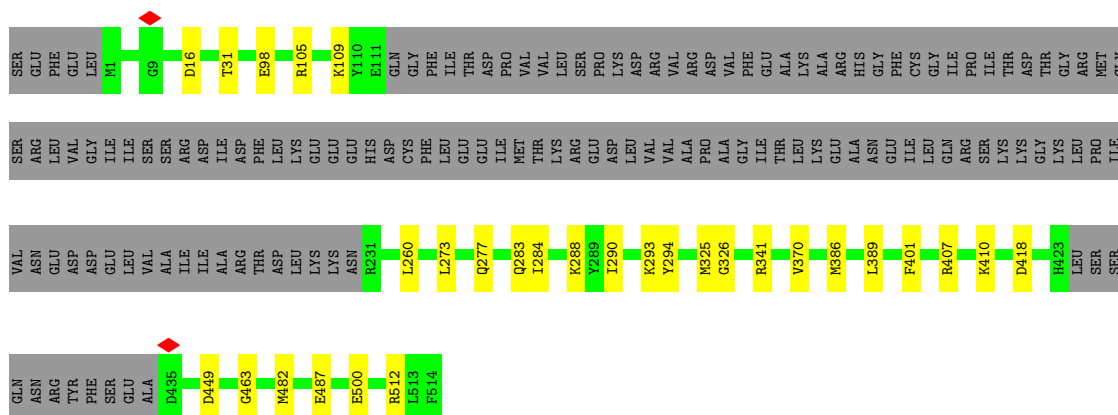 SER GLU PHE GLU LEU M1 G9 D16 T31 E98 R105 K109 Y110 E111 GLN GLY PHE ILE THR ASP PRO VAL VAL LEU SER PRO LYS ASP ARG VAL ARG ASP VAL PHE GLU ALA LYS ALA ARG HIS GLY PHE CYS GLY ILE PRO ILE THR ASP THR GLY ARG MET
SER ARG LEU VAL GLY ILE ILE SER SER ARG ASP ILE ASP PHE LEU LYS GLU GLU GLU HIS ASP CYS PHE LEU GLU GLU ILE MET THR LYS ARG GLU ASP LEU VAL VAL ALA PRO ALA GLY ILE THR LEU LYS GLU ALA ASN GLU ILE LEU GLN ARG SER LYS LYS GLY LYS LEU PRO ILE
VAL ASN GLU ASP ASP GLU LEU VAL ALA ILE ILE ALA ARG THR ASP LEU LYS LYS ASN R231 L260 L273 Q277 Q283 I284 K288 Y289 I290 K293 Y294 M325 G326 R341 V370 M386 L389 F401 R407 K410 D418 H423 LEU SER SER
GLN ASN ARG TYR PHE SER GLU ALA D435 D449 G463 M482 E487 E500 R512 L513 F514